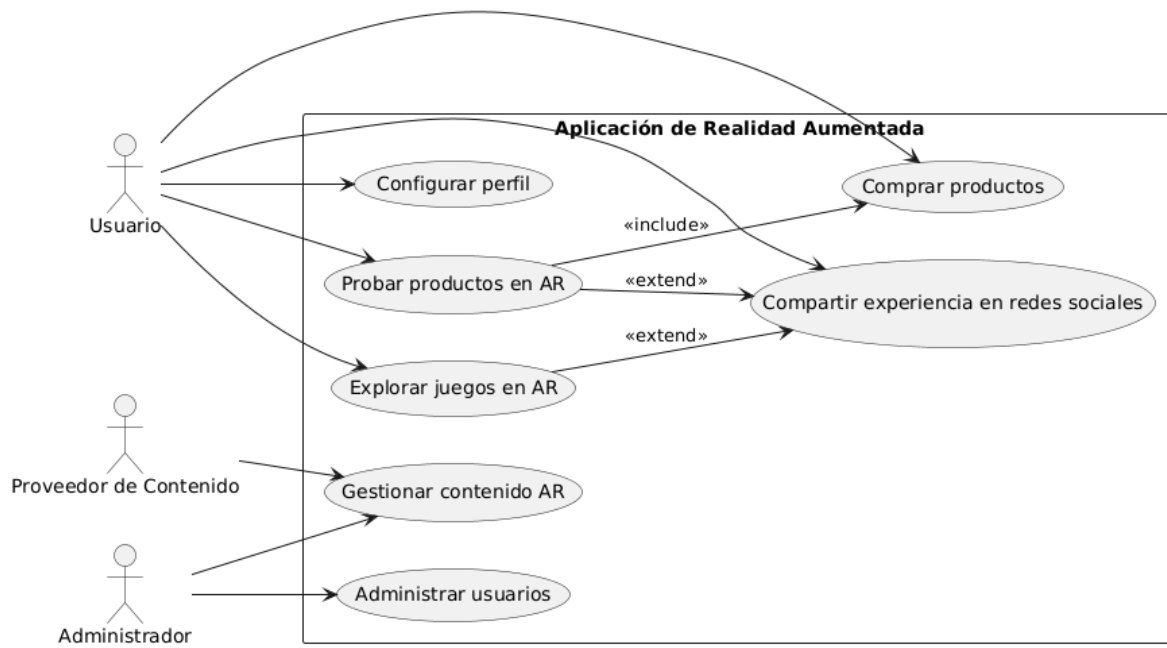 Aplicación de Realidad Aumentada
Configurar perfil
Comprar productos
Usuario
«include»
Probar productos en AR
«extend»
Compartir experiencia en redes sociales
«extend»
Explorar juegos en AR
Proveedor de Contenido
Gestionar contenido AR
Administrar usuarios
Administrador